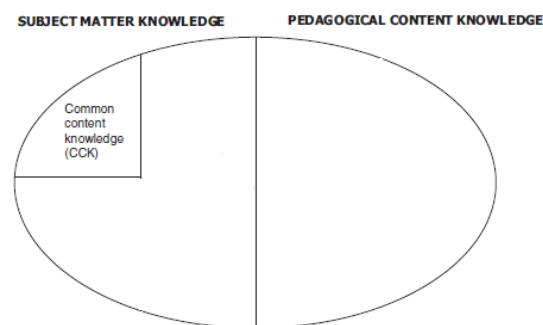 SUBJECT MATTER KNOWLEDGE
PEDAGOGICAL CONTENT KNOWLEDGE
Common
content
knowledge
(CCK)